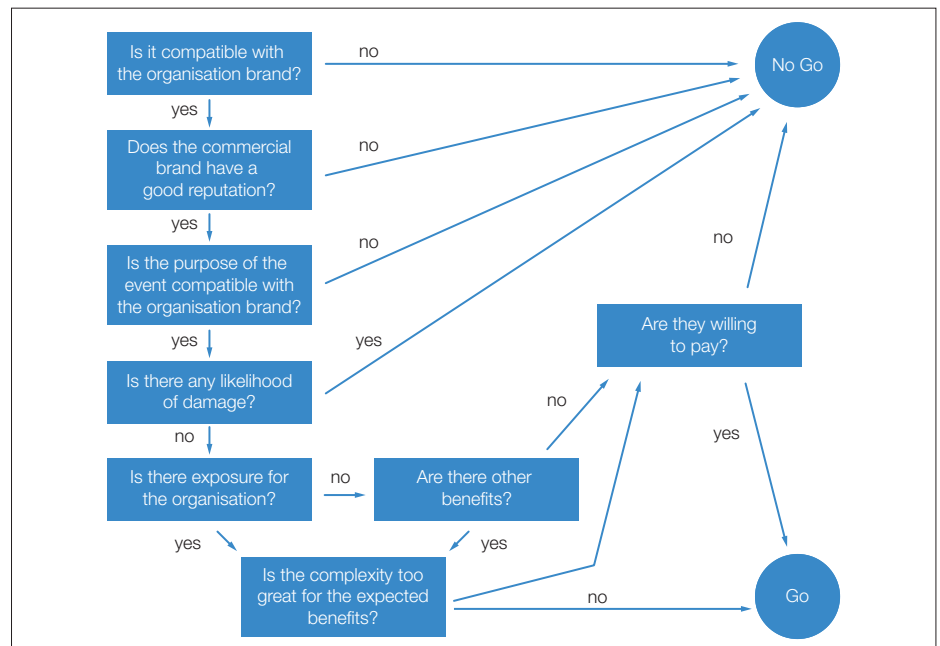 Is it compatible with
the organisation brand?
no
No Go
yes
Does the commercial
brand have a
good reputation?
no
yes
Is the purpose of the
event compatible with
the organisation brand?
no
no
Are they willing
to pay?
yes
yes
Is there any likelihood
of damage?
no
yes
no
Is there exposure for
the organisation?
no
Are there other
benefits?
yes
yes
Is the complexity too
great for the expected
benefits?
no
Go